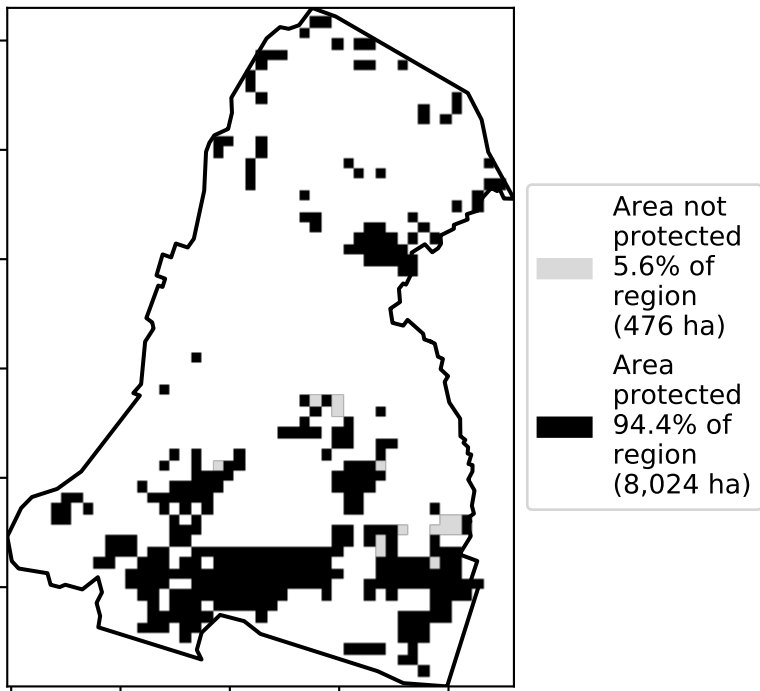 Area not
protected
5.6% of
region
(476 ha)
Area
protected
94.4% of
region
(8,024 ha)